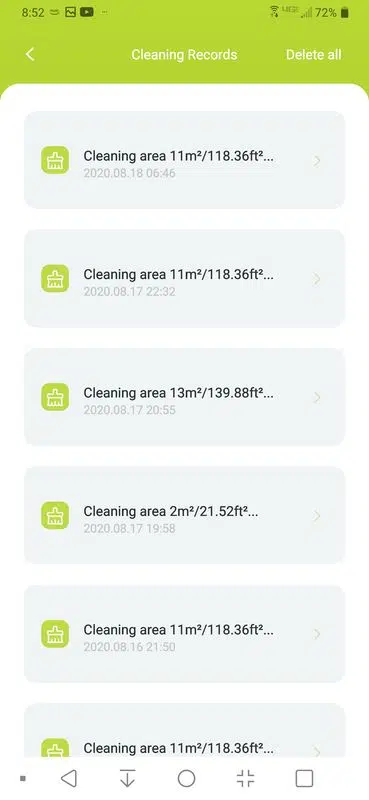 8:52
72%
Cleaning Records
Delete all
Cleaning area 11m²/118.36ft²...
2020.08.18 06:46
Cleaning area 11m²/118.36ft²...
2020.08.17 22:32
Cleaning area 13m²/139.88ft²...
2020.08.17 20:55
Cleaning area 2m²/21.52ft²...
2020.08.17 19:58
Cleaning area 11m²/118.36ft²...
2020.08.16 21:50
Cleaning area 11m²/118.36ft²...